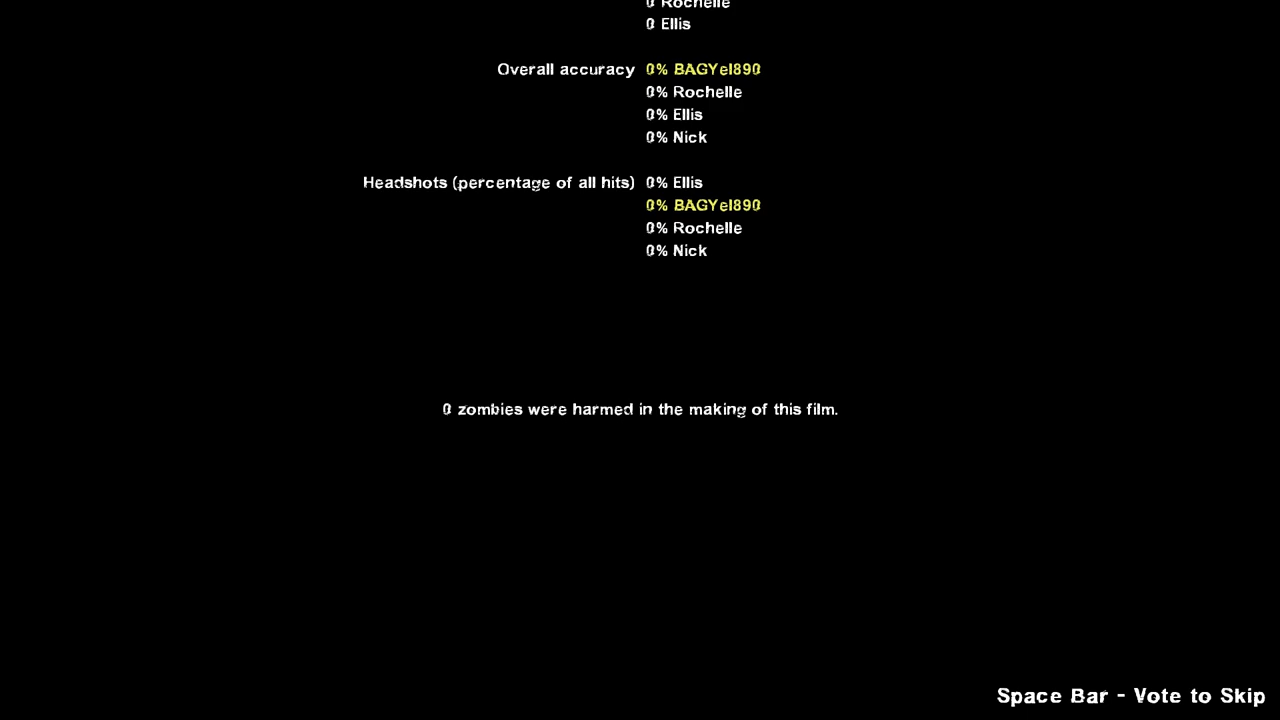 0 Rochelle
0 Ellis
Overall accuracy 0% BAGYel890
0% Rochelle
0% Ellis
0% Nick
Headshots (percentage of all hits) 0% Ellis
0% BAGYel890
0% Rochelle
0% Nick
0 zombies were harmed in the making of this film.
Space Bar - Vote to Skip